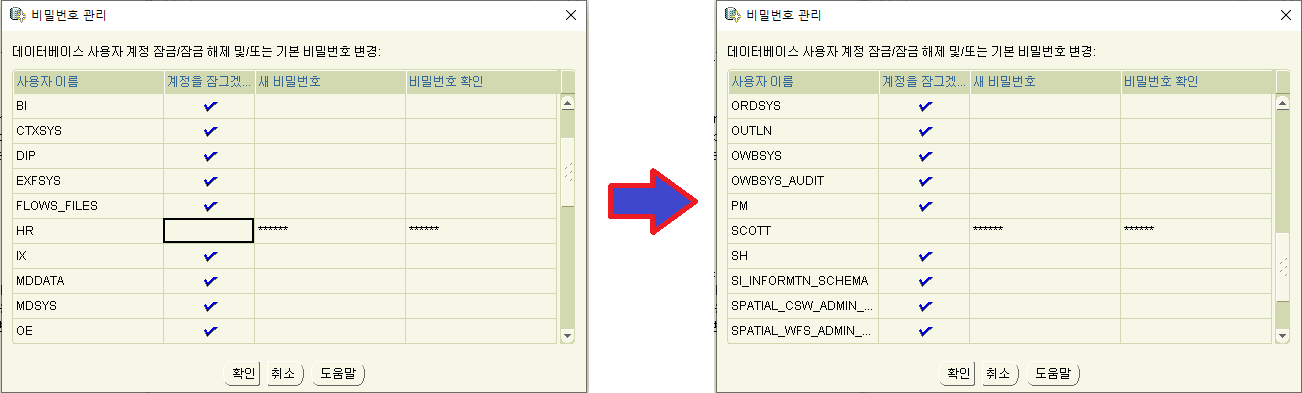 비밀번호 관리
데이터베이스 사용자 계정 잠금/잠금 해제 및/또는 기본 비밀번호 변경:
사용자 이름 계정을 잠그겠... 새 비밀번호 비밀번호 확인
BI
CTXSYS
DIP
EXFSYS
FLOWS_FILES
HR ****** ******
IX
MDDATA
MDSYS
OE
확인 취소 도움말
비밀번호 관리
데이터베이스 사용자 계정 잠금/잠금 해제 및/또는 기본 비밀번호 변경:
사용자 이름 계정을 잠그겠... 새 비밀번호 비밀번호 확인
ORDSYS
OUTLN
OWBSYS
OWBSYS_AUDIT
PM
SCOTT ****** ******
SH
SI_INFORMTN_SCHEMA
SPATIAL_CSW_ADMIN_...
SPATIAL_WFS_ADMIN_...
확인 취소 도움말